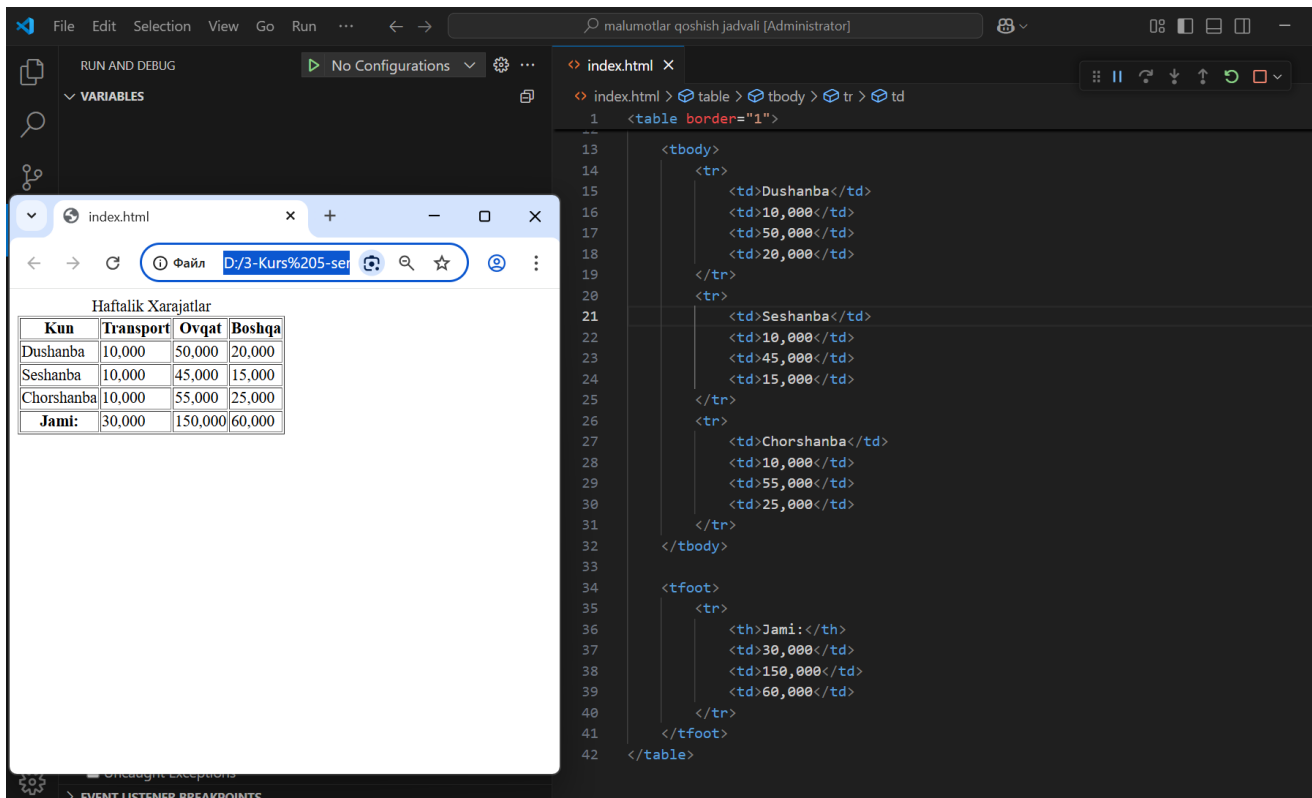 File Edit Selection View Go Run ··· malumotlar qoshish jadvali [Administrator]
RUN AND DEBUG No Configurations ···
VARIABLES
index.html
index.html > table > tbody > tr > td
1 <table border="1">
13 <tbody>
14 <tr>
15 <td>Dushanba</td>
16 <td>10,000</td>
17 <td>50,000</td>
18 <td>20,000</td>
19 </tr>
20 <tr>
21 <td>Seshanba</td>
22 <td>10,000</td>
23 <td>45,000</td>
24 <td>15,000</td>
25 </tr>
26 <tr>
27 <td>Chorshanba</td>
28 <td>10,000</td>
29 <td>55,000</td>
30 <td>25,000</td>
31 </tr>
32 </tbody>
33
34 <tfoot>
35 <tr>
36 <th>Jami:</th>
37 <td>30,000</td>
38 <td>150,000</td>
39 <td>60,000</td>
40 </tr>
41 </tfoot>
42 </table>
index.html
Файл D:/3-Kurs%205-ser
Haftalik Xarajatlar
Kun Transport Ovqat Boshqa
Dushanba 10,000 50,000 20,000
Seshanba 10,000 45,000 15,000
Chorshanba 10,000 55,000 25,000
Jami: 30,000 150,000 60,000
Uncaught Exceptions
EVENT LISTENER BREAKPOINTS